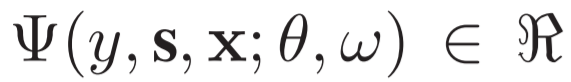 Ψ(y, s, x; θ, ω) ∈ ℜ